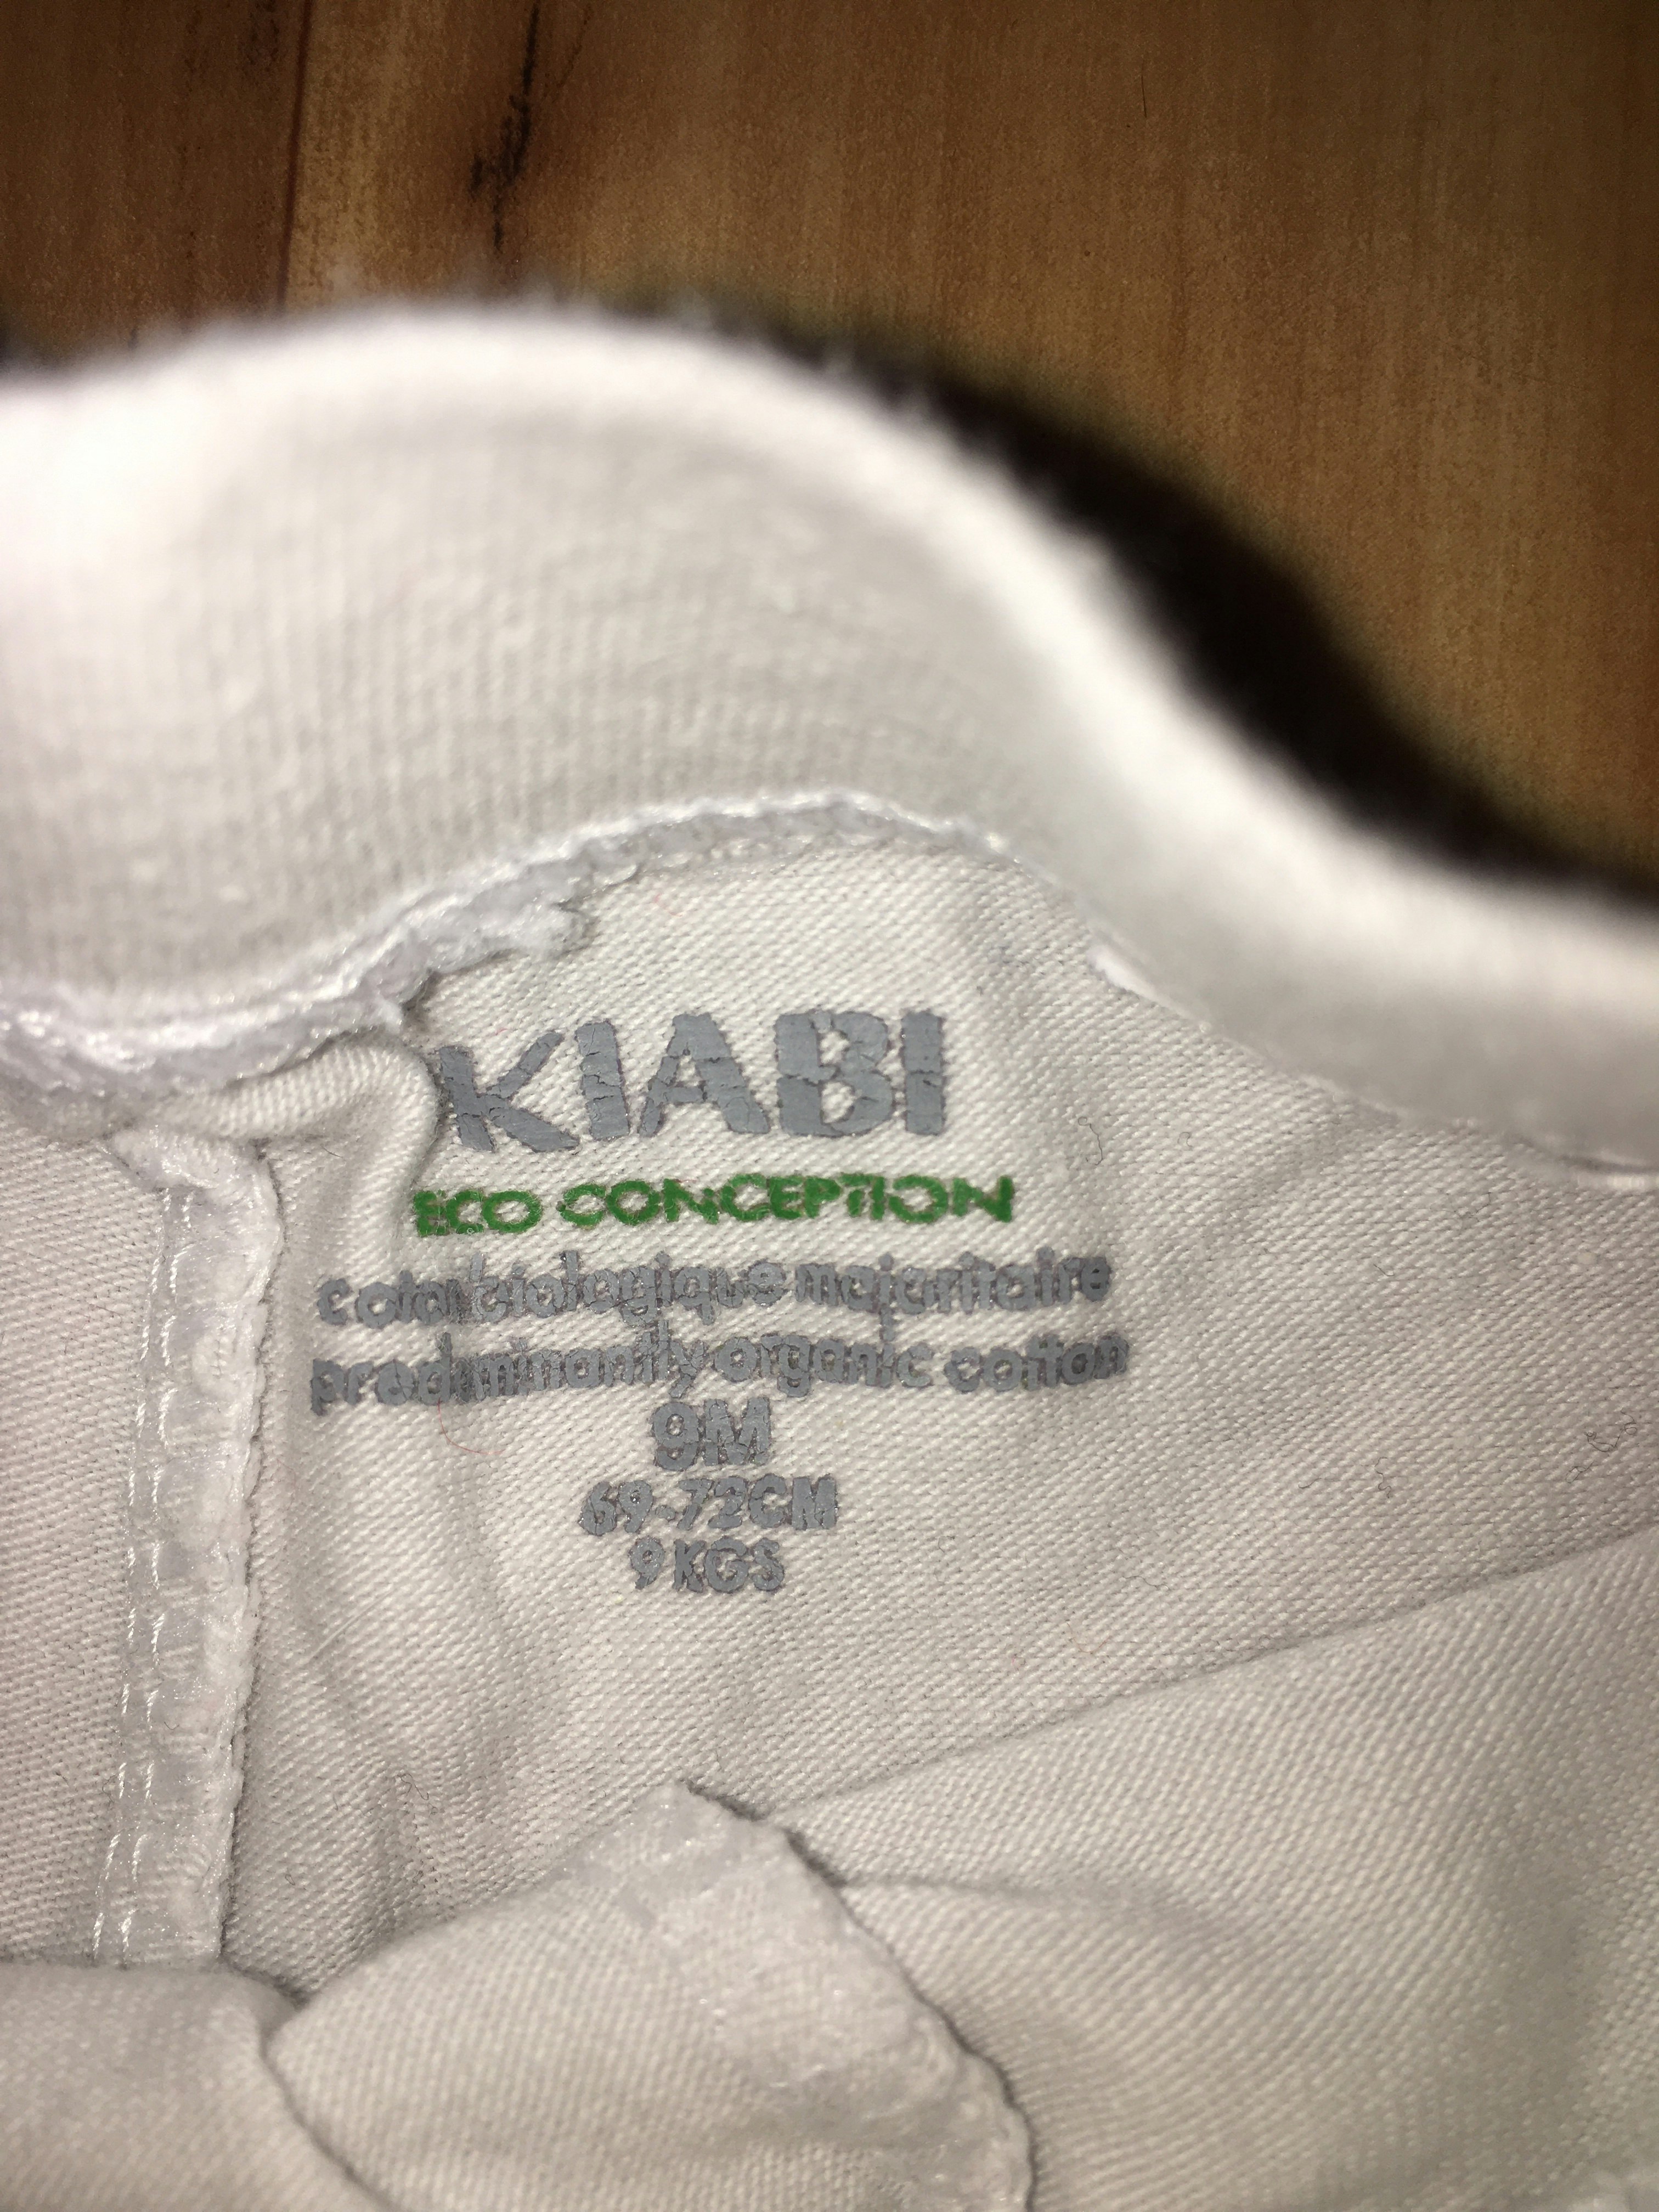 KIABI
ECO CONCEPTION
coton biologique majoritaire
predominantly organic cotton
9M
69-72CM
9 KGS